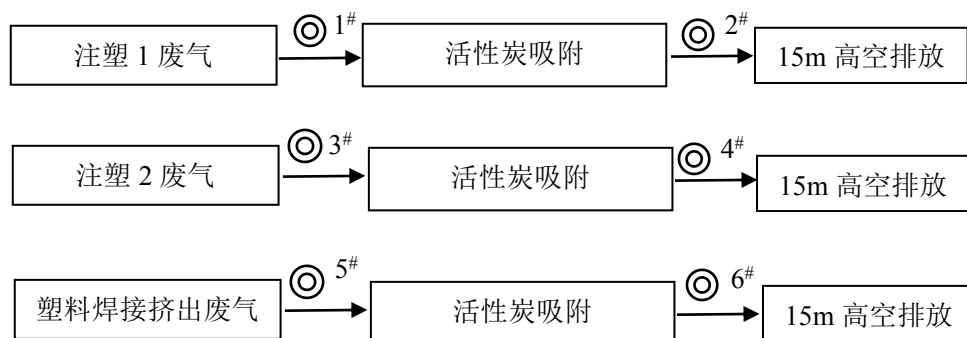 注塑 1 废气
1#
活性炭吸附
2#
15m 高空排放
注塑 2 废气
3#
活性炭吸附
4#
15m 高空排放
塑料焊接挤出废气
5#
活性炭吸附
6#
15m 高空排放